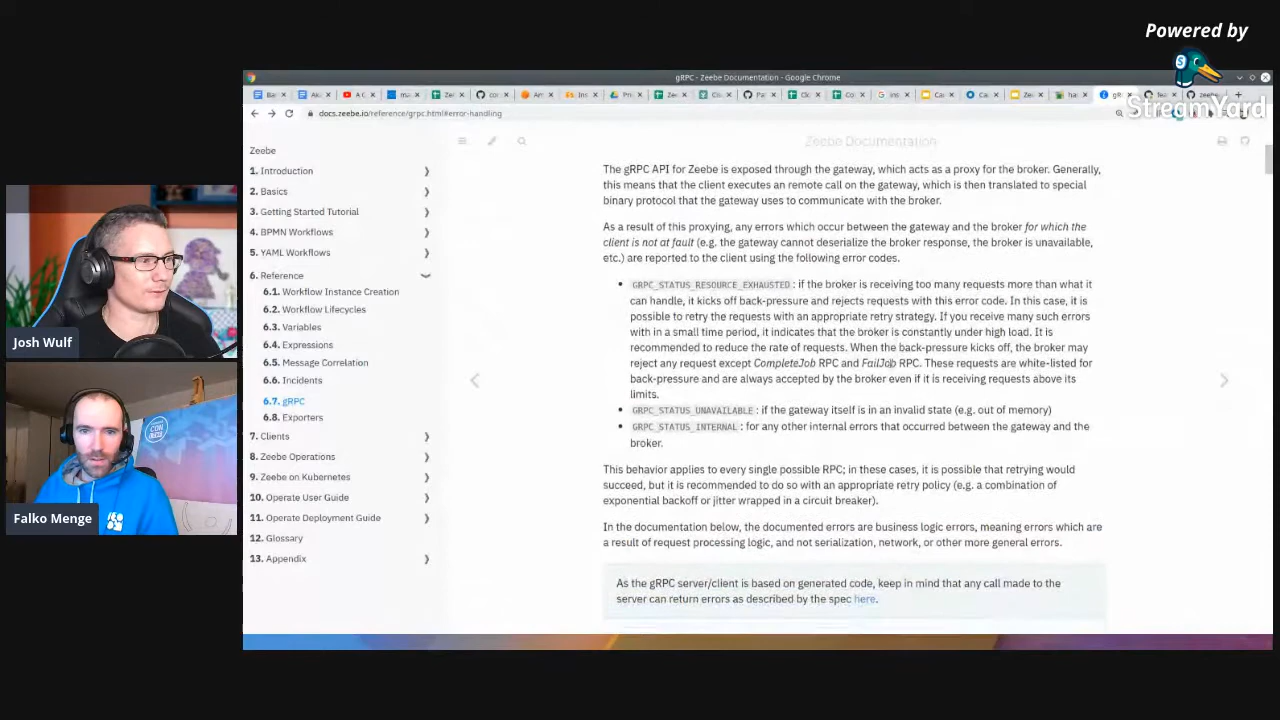 Powered by
StreamYard
gRPC - Zeebe Documentation - Google Chrome
docs.zeebe.io/reference/grpc.html#error-handling
Zeebe
1. Introduction
2. Basics
3. Getting Started Tutorial
4. BPMN Workflows
5. YAML Workflows
6. Reference
6.1. Workflow Instance Creation
6.2. Workflow Lifecycles
6.3. Variables
6.4. Expressions
6.5. Message Correlation
6.6. Incidents
6.7. gRPC
6.8. Exporters
7. Clients
8. Zeebe Operations
9. Zeebe on Kubernetes
10. Operate User Guide
11. Operate Deployment Guide
12. Glossary
13. Appendix
Zeebe Documentation
The gRPC API for Zeebe is exposed through the gateway, which acts as a proxy for the broker. Generally,
this means that the client executes an remote call on the gateway, which is then translated to special
binary protocol that the gateway uses to communicate with the broker.
As a result of this proxying, any errors which occur between the gateway and the broker for which the
client is not at fault (e.g. the gateway cannot deserialize the broker response, the broker is unavailable,
etc.) are reported to the client using the following error codes.
GRPC_STATUS_RESOURCE_EXHAUSTED: if the broker is receiving too many requests more than what it
can handle, it kicks off back-pressure and rejects requests with this error code. In this case, it is
possible to retry the requests with an appropriate retry strategy. If you receive many such errors
with in a small time period, it indicates that the broker is constantly under high load. It is
recommended to reduce the rate of requests. When the back-pressure kicks off, the broker may
reject any request except CompleteJob RPC and FailJob RPC. These requests are white-listed for
back-pressure and are always accepted by the broker even if it is receiving requests above its
limits.
GRPC_STATUS_UNAVAILABLE: if the gateway itself is in an invalid state (e.g. out of memory)
GRPC_STATUS_INTERNAL: for any other internal errors that occurred between the gateway and the
broker.
This behavior applies to every single possible RPC; in these cases, it is possible that retrying would
succeed, but it is recommended to do so with an appropriate retry policy (e.g. a combination of
exponential backoff or jitter wrapped in a circuit breaker).
In the documentation below, the documented errors are business logic errors, meaning errors which are
a result of request processing logic, and not serialization, network, or other more general errors.
As the gRPC server/client is based on generated code, keep in mind that any call made to the
server can return errors as described by the spec here.
Josh Wulf
Falko Menge